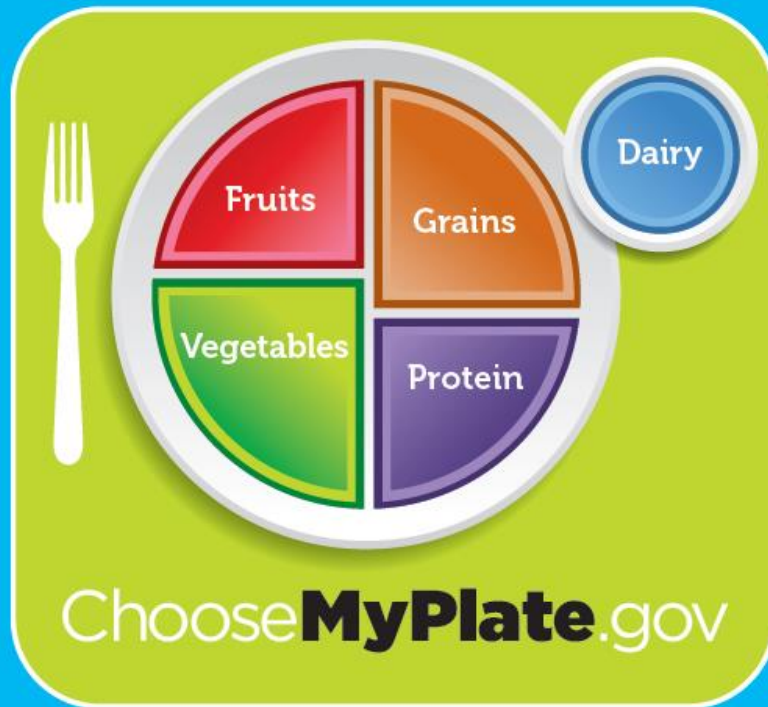 Fruits
Grains
Dairy
Vegetables
Protein
ChooseMyPlate.gov